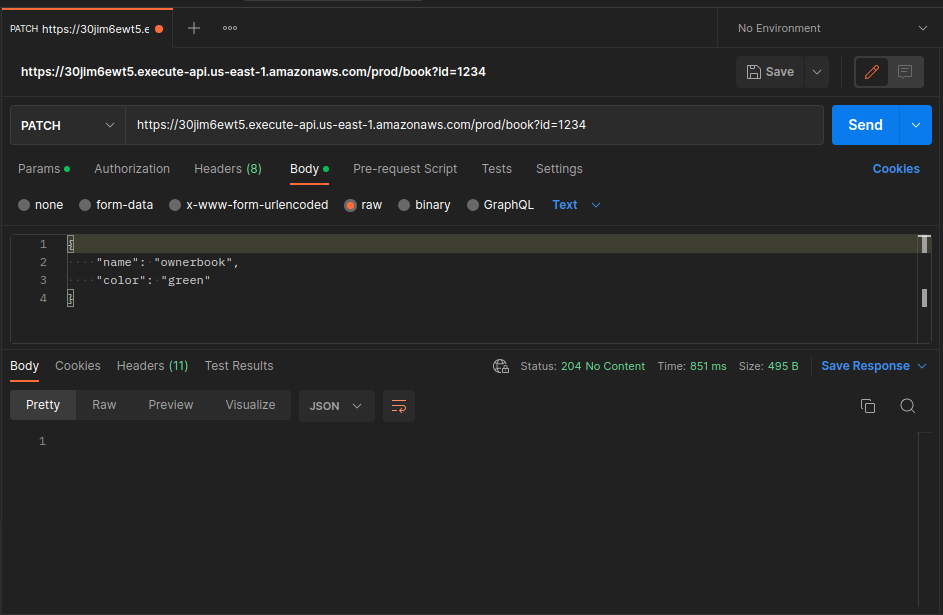 PATCH https://30jim6ewt5.e
No Environment
https://30jim6ewt5.execute-api.us-east-1.amazonaws.com/prod/book?id=1234
Save
PATCH https://30jim6ewt5.execute-api.us-east-1.amazonaws.com/prod/book?id=1234 Send
Params Authorization Headers (8) Body Pre-request Script Tests Settings Cookies
none form-data x-www-form-urlencoded raw binary GraphQL Text
1 {
2 "name": "ownerbook",
3 "color": "green"
4 }
Body Cookies Headers (11) Test Results Status: 204 No Content Time: 851 ms Size: 495 B Save Response
Pretty Raw Preview Visualize JSON
1